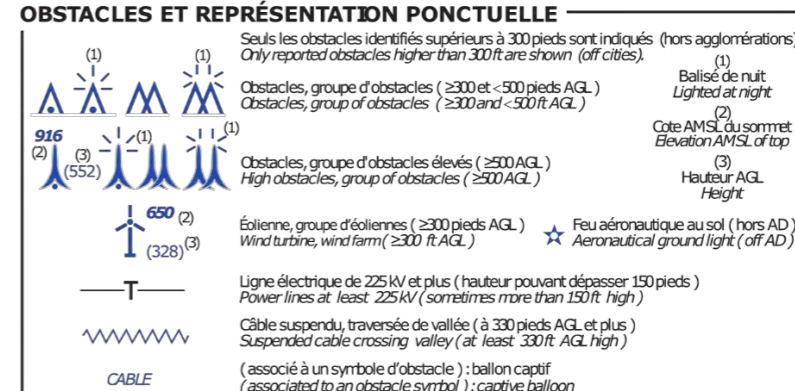 OBSTACLES ET REPRÉSENTATION PONCTUELLE
Seuls les obstacles identifiés supérieurs à 300 pieds sont indiqués (hors agglomérations)
Only reported obstacles higher than 300 ft are shown (off cities).
(1) (1)
Obstacles, groupe d'obstacles ( ≥300 et <500 pieds AGL )
Obstacles, group of obstacles ( ≥300 and <500 ft AGL )
(1)
Balisé de nuit
Lighted at night
(2)
Cote AMSL du sommet
Elevation AMSL of top
(3)
Hauteur AGL
Height
916
(2) (3) (1) (1)
(552)
Obstacles, groupe d'obstacles élevés ( ≥500 AGL )
High obstacles, group of obstacles ( ≥500 AGL )
650 (2)
(328) (3)
Éolienne, groupe d'éoliennes ( ≥300 pieds AGL )
Wind turbine, wind farm ( ≥300 ft AGL )
Feu aéronautique au sol ( hors AD )
Aeronautical ground light ( off AD )
T
Ligne électrique de 225 kV et plus ( hauteur pouvant dépasser 150 pieds )
Power lines at least 225 kV ( sometimes more than 150 ft high )
Câble suspendu, traversée de vallée ( à 330 pieds AGL et plus )
Suspended cable crossing valley ( at least 330 ft AGL high )
CABLE
( associé à un symbole d'obstacle ) : ballon captif
( associated to an obstacle symbol ) : captive balloon